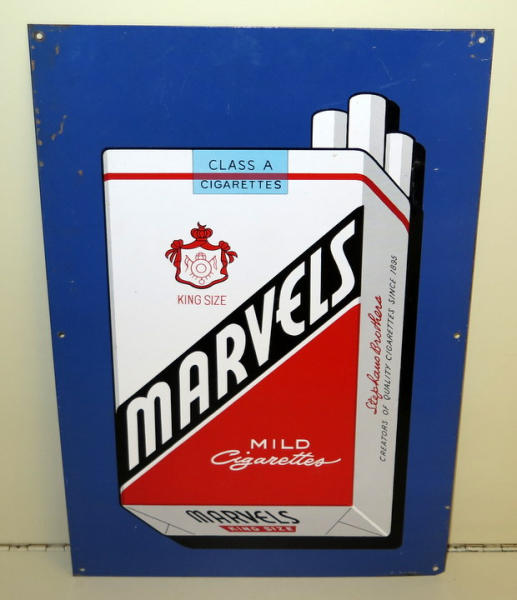 CLASS A
CIGARETTES
KING SIZE
MARVELS
MILD
Cigarettes
Stephano Brothers
CREATORS OF QUALITY CIGARETTES SINCE 1895
MARVELS
KING SIZE